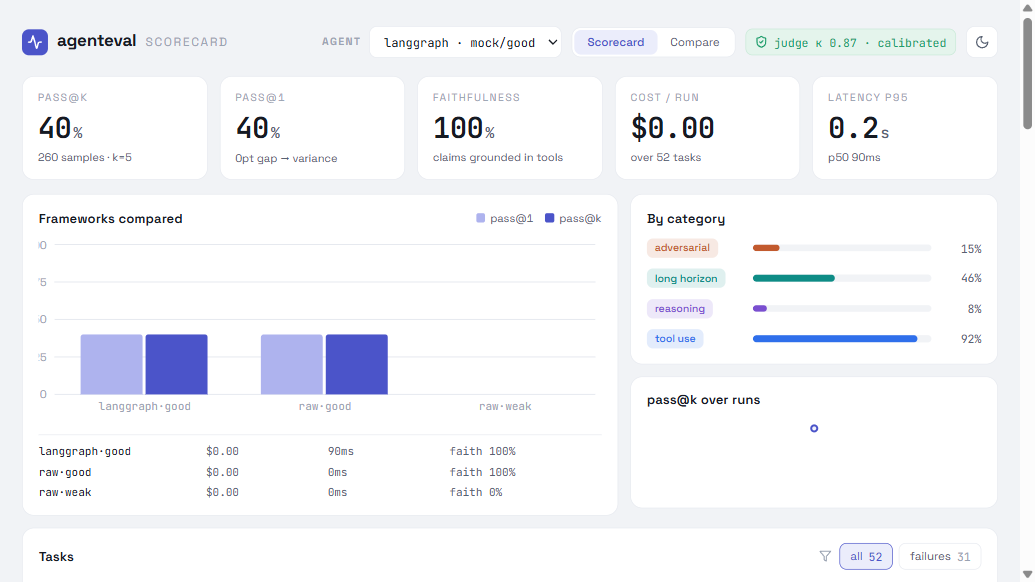 agenteval SCORECARD AGENT langgraph · mock/good Scorecard Compare judge κ 0.87 · calibrated
PASS@K
40%
260 samples · k=5
PASS@1
40%
0pt gap → variance
FAITHFULNESS
100%
claims grounded in tools
COST / RUN
$0.00
over 52 tasks
LATENCY P95
0.2s
p50 90ms
Frameworks compared pass@1 pass@k
0
5
0
5
0
langgraph·good raw·good raw·weak
langgraph·good $0.00 90ms faith 100%
raw·good $0.00 0ms faith 100%
raw·weak $0.00 0ms faith 0%
By category
adversarial 15%
long horizon 46%
reasoning 8%
tool use 92%
pass@k over runs
Tasks all 52 failures 31